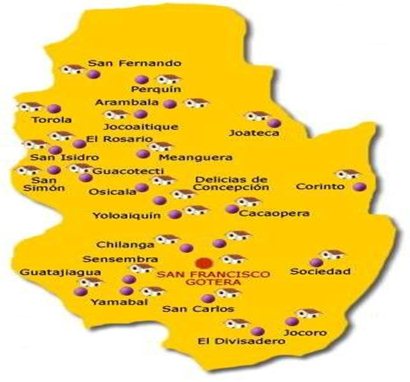 San Fernando
Perquín
Arambala
Torola
Jocoaitique
Joateca
El Rosario
San Isidro
Meanguera
Guacotecti
San
Simón
Delicias de
Concepción
Corinto
Osicala
Yoloaiquín
Cacaopera
Chilanga
Sensembra
Guatajiagua
SAN FRANCISCO
GOTERA
Sociedad
Yamabal
San Carlos
Jocoro
El Divisadero